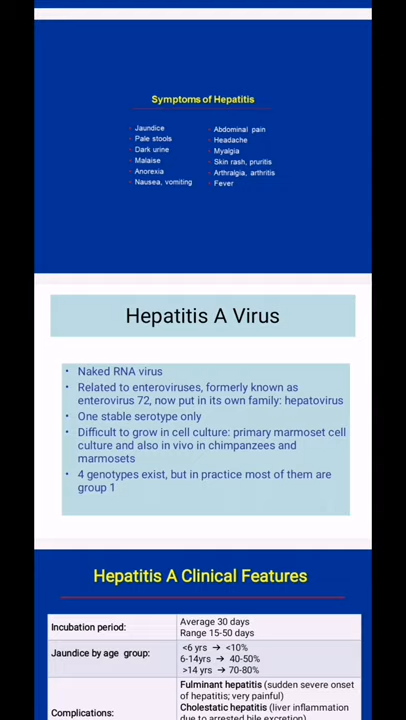 Symptoms of Hepatitis
Jaundice
Pale stools
Dark urine
Malaise
Anorexia
Nausea, vomiting
Abdominal pain
Headache
Myalgia
Skin rash, pruritis
Arthralgia, arthritis
Fever
Hepatitis A Virus
• Naked RNA virus
• Related to enteroviruses, formerly known as
enterovirus 72, now put in its own family: hepatovirus
• One stable serotype only
• Difficult to grow in cell culture: primary marmoset cell
culture and also in vivo in chimpanzees and
marmosets
• 4 genotypes exist, but in practice most of them are
group 1
Hepatitis A Clinical Features
Incubation period:
Average 30 days
Range 15-50 days
Jaundice by age group:
<6 yrs → <10%
6-14yrs → 40-50%
>14 yrs → 70-80%
Complications:
Fulminant hepatitis (sudden severe onset
of hepatitis; very painful)
Cholestatic hepatitis (liver inflammation
due to arrested bile excretion)